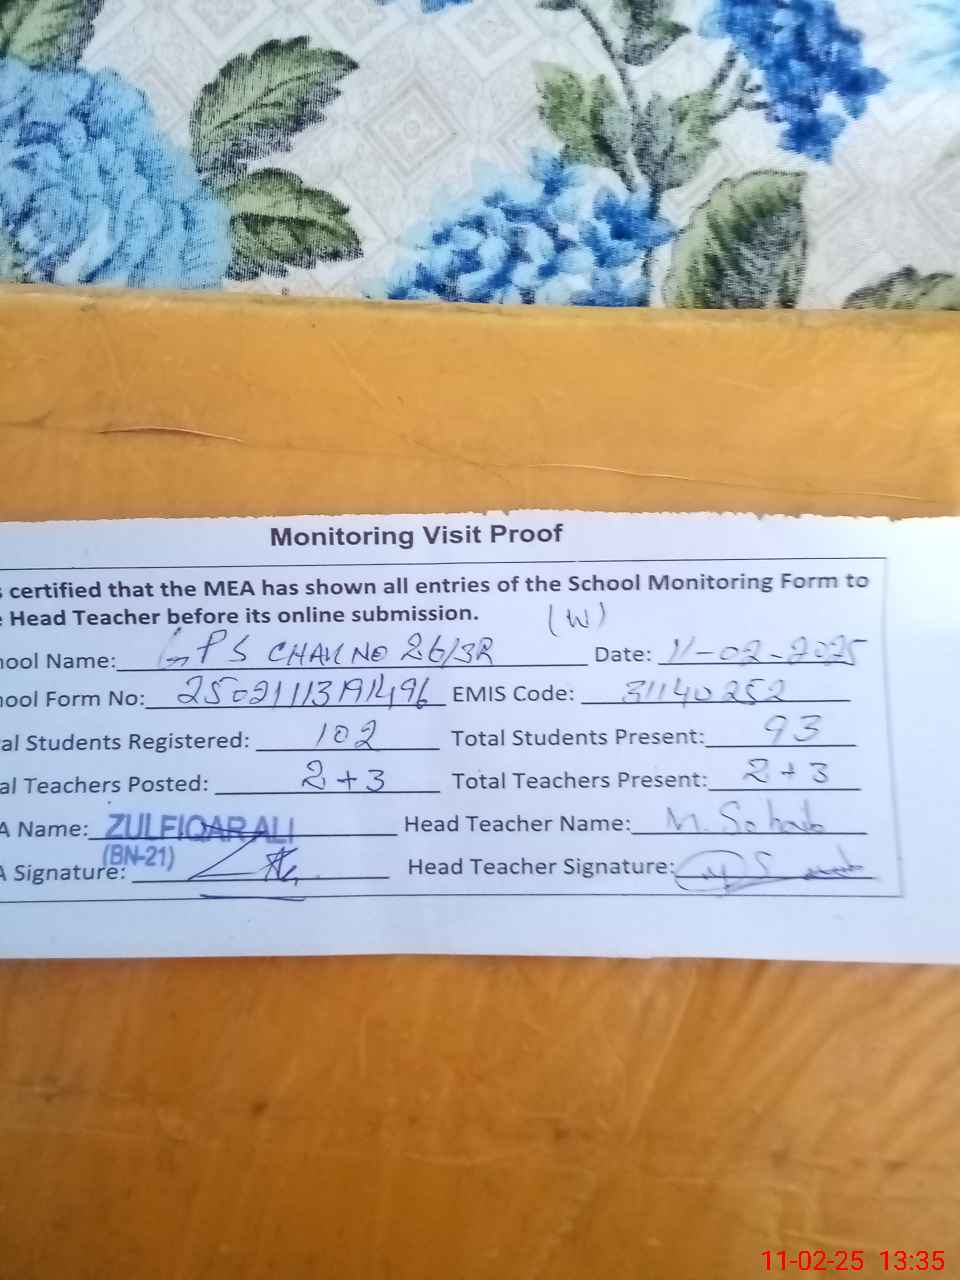 Monitoring Visit Proof
certified that the MEA has shown all entries of the School Monitoring Form to
Head Teacher before its online submission. (W)
hool Name: GPS CHAK NO 26/3R Date: 11-02-2025
hool Form No: EMIS Code: 31140252
al Students Registered: 102 Total Students Present: 93
al Teachers Posted: 2+3 Total Teachers Present: 2+3
A Name: ZULFIQAR ALI Head Teacher Name: M. Sohaib
(BN-21)
A Signature: Head Teacher Signature:
11-02-25 13:35